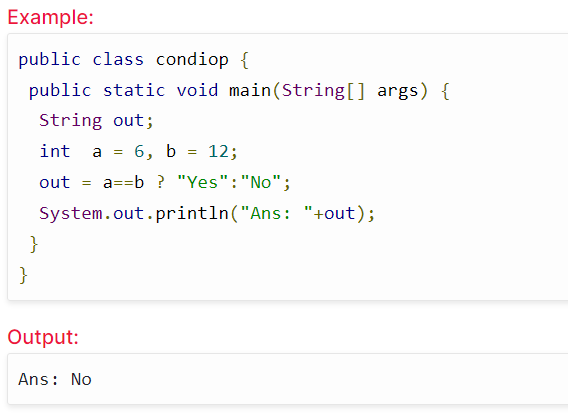 Example:
public class condiop {
public static void main(String[] args) {
String out;
int  a = 6, b = 12;
out = a==b ? "Yes":"No";
System.out.println("Ans: "+out);
}
}
Output:
Ans: No